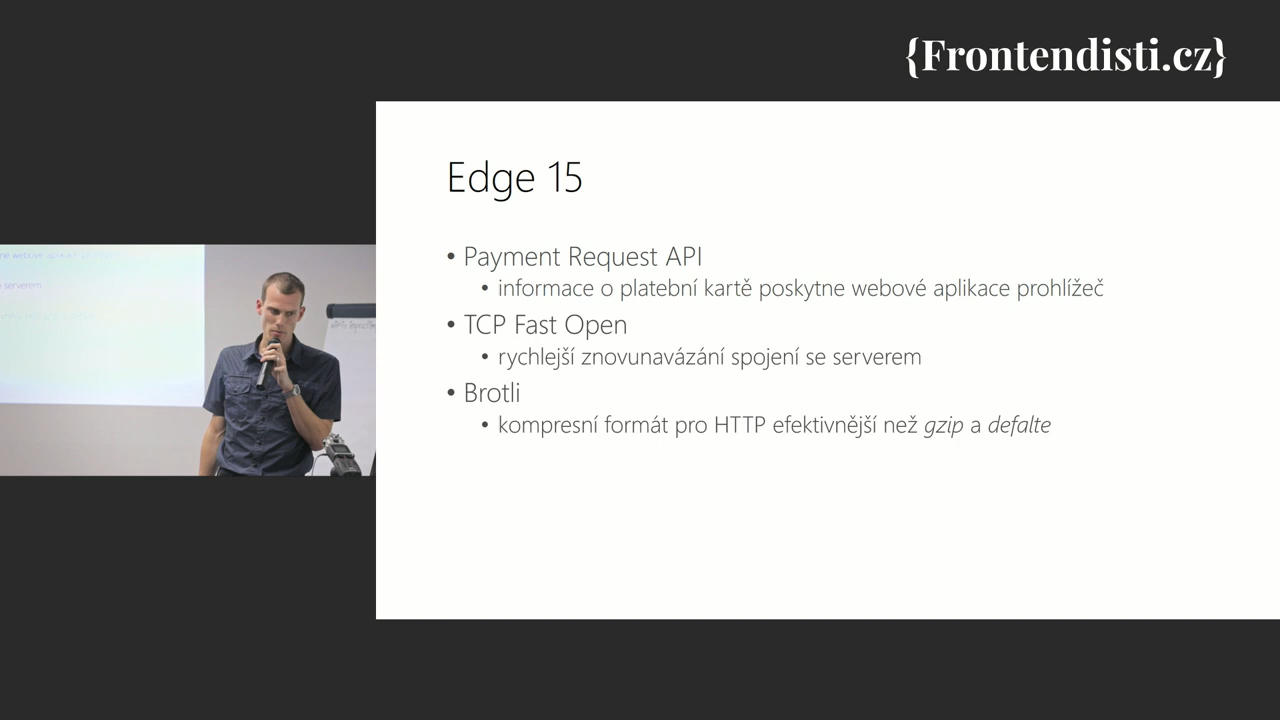 {Frontendisti.cz}
Edge 15
• Payment Request API
• informace o platební kartě poskytne webové aplikace prohlížeč
• TCP Fast Open
• rychlejší znovunavázání spojení se serverem
• Brotli
• kompresní formát pro HTTP efektivnější než gzip a defalte
serverem